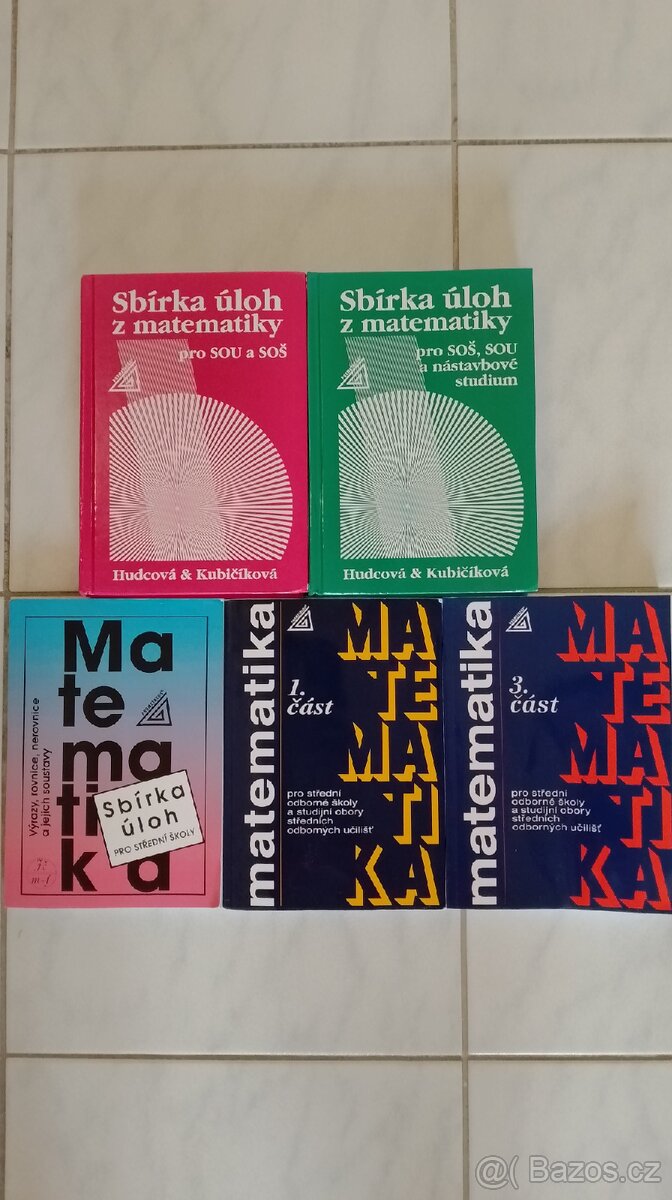 Sbírka úloh
z matematiky
pro SOU a SOŠ
Hudcová & Kubičíková
Sbírka úloh
z matematiky
pro SOŠ, SOU
a nástavbové
studium
Hudcová & Kubičíková
Ma
te
ma
ti
ka
Výrazy, rovnice, nerovnice
a jejich soustavy
Sbírka
úloh
PRO STŘEDNÍ ŠKOLY
matematika
1.
část
pro střední
odborné školy
a studijní obory
středních
odborných učilišť
MA
TE
MA
TI
KA
matematika
3.
část
pro střední
odborné školy
a studijní obory
středních
odborných učilišť
MA
TE
MA
TI
KA
@ Bazos.cz